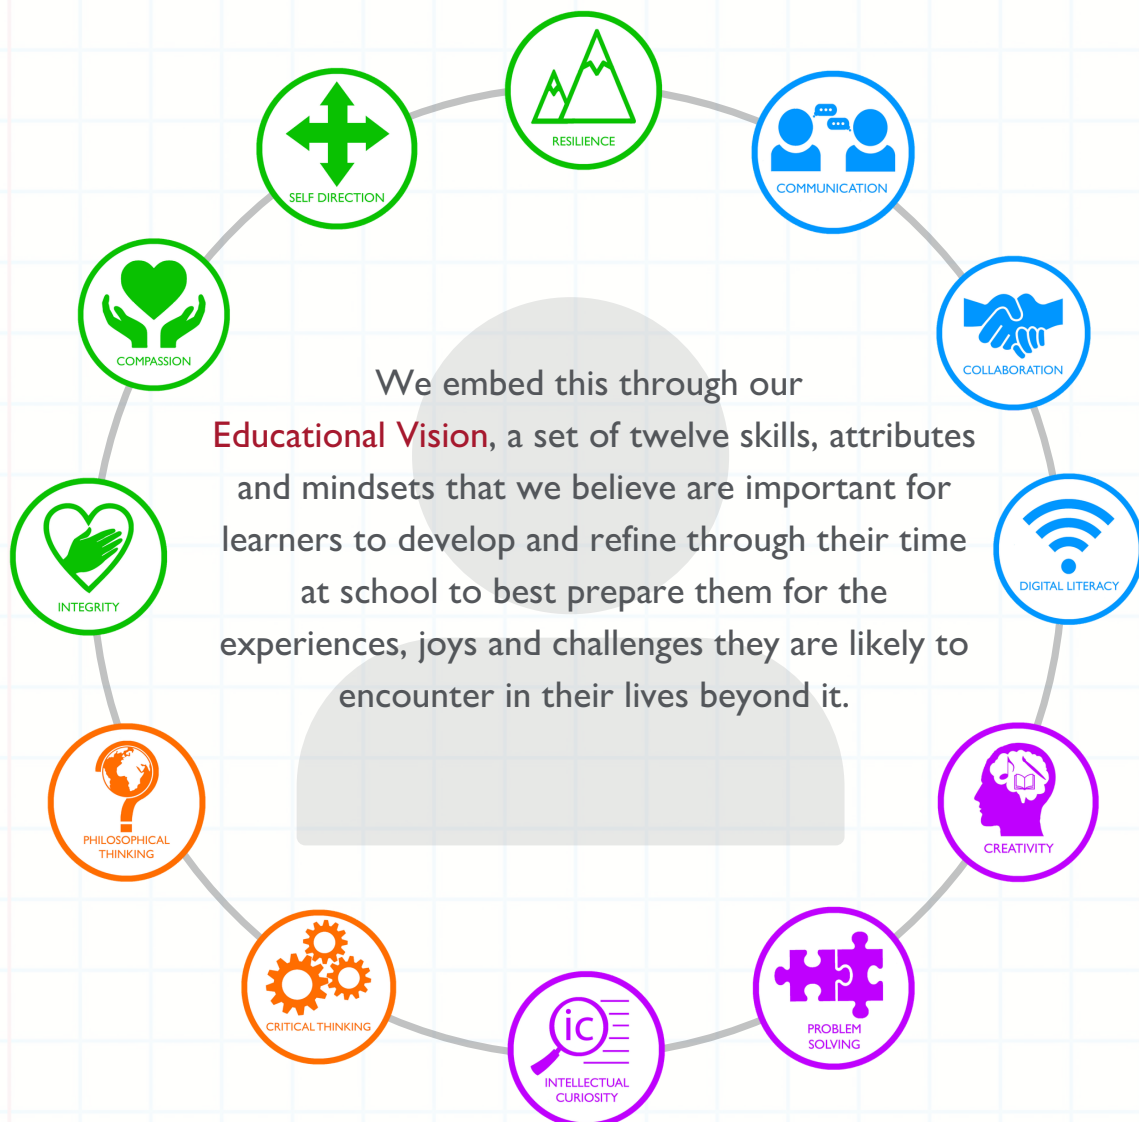 RESILIENCE
COMMUNICATION
COLLABORATION
DIGITAL LITERACY
CREATIVITY
PROBLEM
SOLVING
ic
INTELLECTUAL
CURIOSITY
CRITICAL THINKING
PHILOSOPHICAL
THINKING
INTEGRITY
COMPASSION
SELF DIRECTION
We embed this through our
Educational Vision, a set of twelve skills, attributes
and mindsets that we believe are important for
learners to develop and refine through their time
at school to best prepare them for the
experiences, joys and challenges they are likely to
encounter in their lives beyond it.